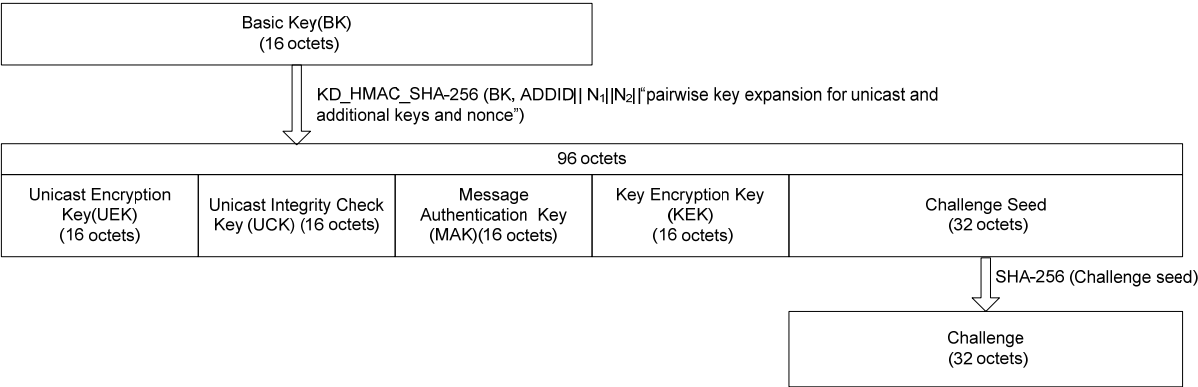 Basic Key(BK)
(16 octets)
KD_HMAC_SHA-256 (BK, ADDID|| N₁||N₂||“pairwise key expansion for unicast and
additional keys and nonce”)
96 octets
Unicast Encryption
Key(UEK)
(16 octets)
Unicast Integrity Check
Key (UCK) (16 octets)
Message
Authentication Key
(MAK)(16 octets)
Key Encryption Key
(KEK)
(16 octets)
Challenge Seed
(32 octets)
SHA-256 (Challenge seed)
Challenge
(32 octets)